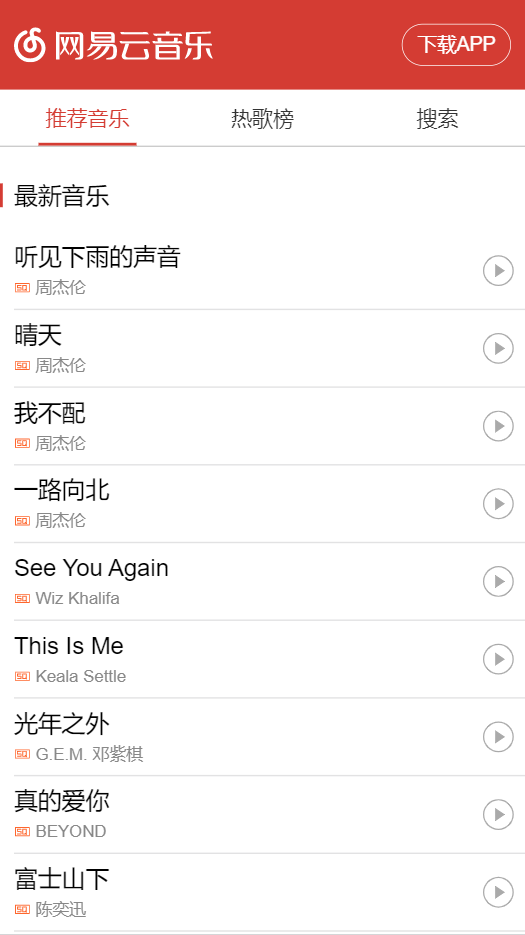 网易云音乐
下载APP
推荐音乐 热歌榜 搜索
最新音乐
听见下雨的声音
SQ 周杰伦
晴天
SQ 周杰伦
我不配
SQ 周杰伦
一路向北
SQ 周杰伦
See You Again
SQ Wiz Khalifa
This Is Me
SQ Keala Settle
光年之外
SQ G.E.M. 邓紫棋
真的爱你
SQ BEYOND
富士山下
SQ 陈奕迅